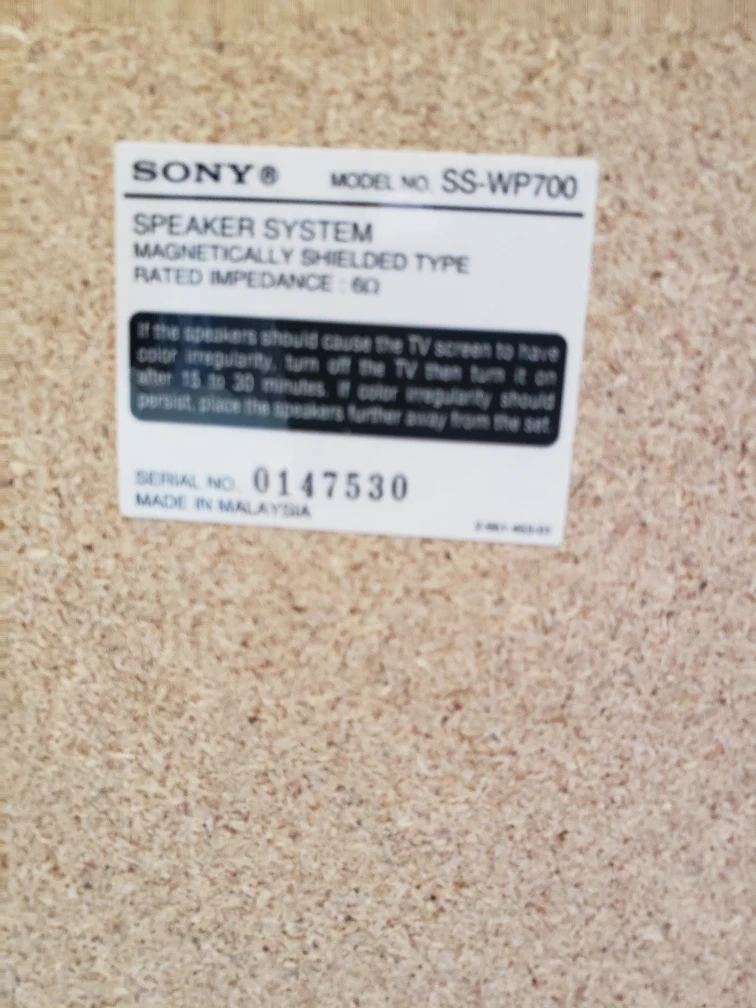 SONY® MODEL NO. SS-WP700
SPEAKER SYSTEM
MAGNETICALLY SHIELDED TYPE
RATED IMPEDANCE : 6Ω
If the speakers should cause the TV screen to have
color irregularity, turn off the TV then turn it on
after 15 to 30 minutes. If color irregularity should
persist, place the speakers further away from the set.
SERIAL NO. 0147530
MADE IN MALAYSIA